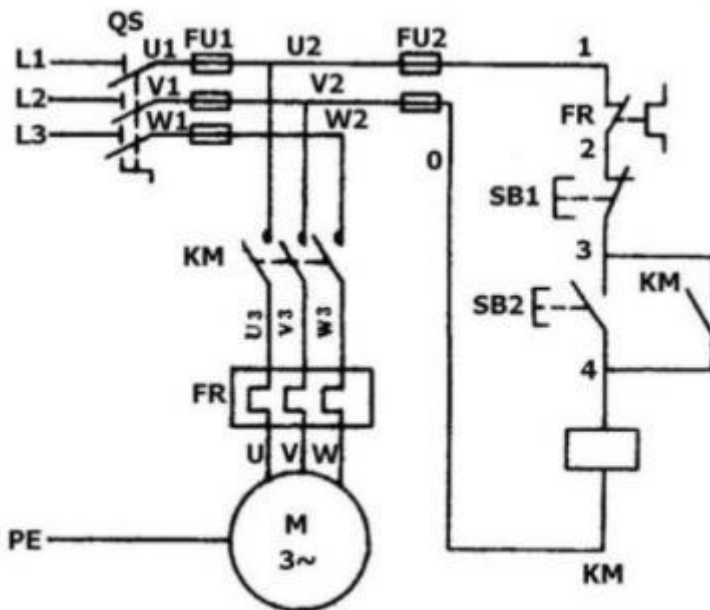 QS
L1 U1 FU1 U2 FU2 1
L2 V1 V2
L3 W1 W2
FR
0 2
SB1
3
KM KM
SB2
U3 V3 W3
4
FR
U V W
M
3~
PE
KM